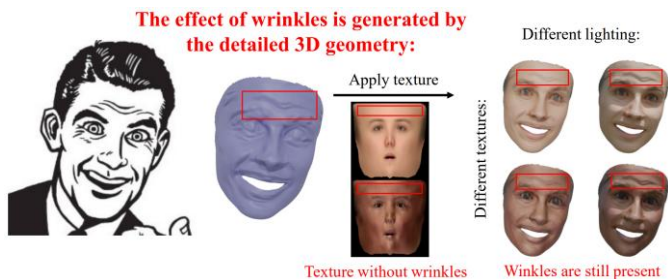 The effect of wrinkles is generated by
the detailed 3D geometry:
Different lighting:
Apply texture
Different textures:
Texture without wrinkles
Winkles are still present